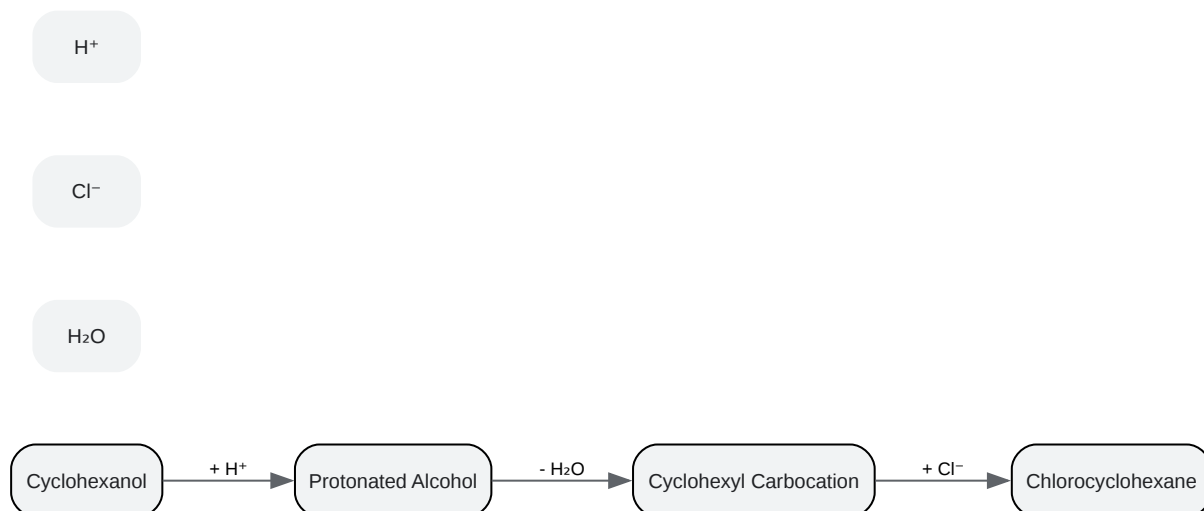 H⁺
Cl⁻
H₂O
+ H⁺
- H₂O
+ Cl⁻
Cyclohexanol
Protonated Alcohol
Cyclohexyl Carbocation
Chlorocyclohexane